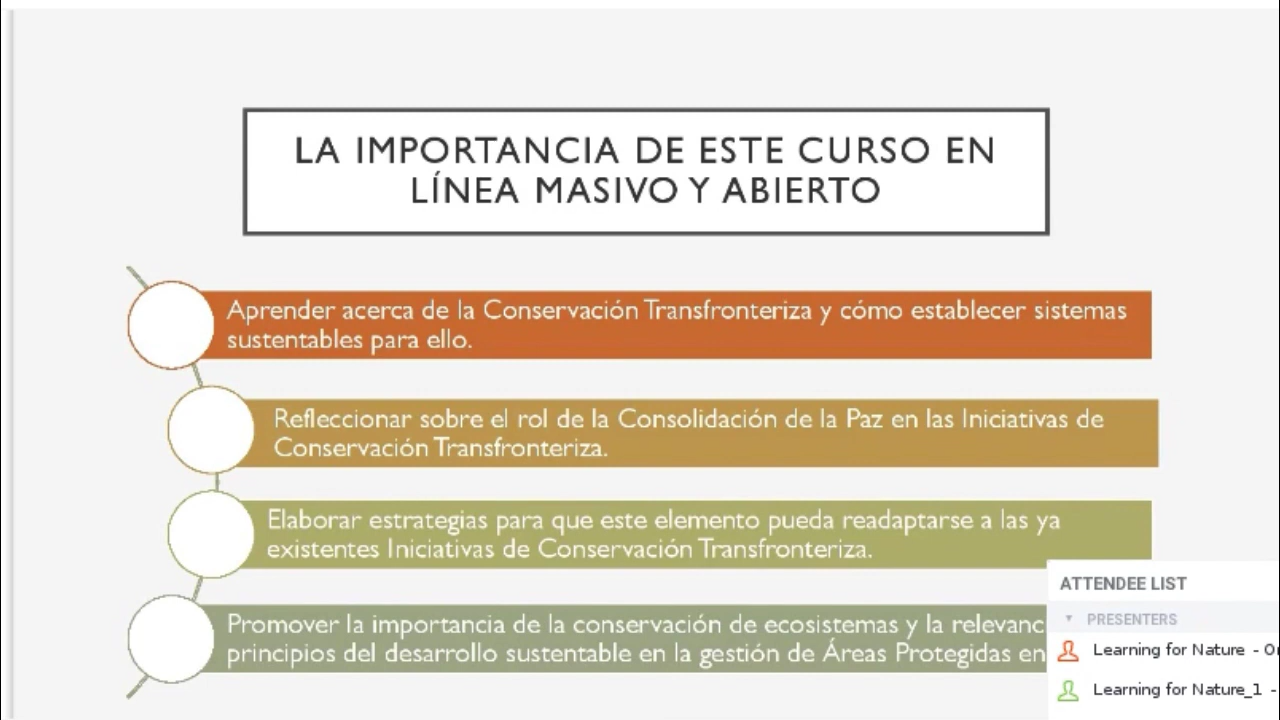 LA IMPORTANCIA DE ESTE CURSO EN
LÍNEA MASIVO Y ABIERTO
Aprender acerca de la Conservación Transfronteriza y cómo establecer sistemas
sustentables para ello.
Refleccionar sobre el rol de la Consolidación de la Paz en las Iniciativas de
Conservación Transfronteriza.
Elaborar estrategias para que este elemento pueda readaptarse a las ya
existentes Iniciativas de Conservación Transfronteriza.
Promover la importancia de la conservación de ecosistemas y la
principios del desarrollo sustentable en la gestión de Áreas Protegidas en
ATTENDEE LIST
PRESENTERS
Learning for Nature -
Learning for Nature_1 -